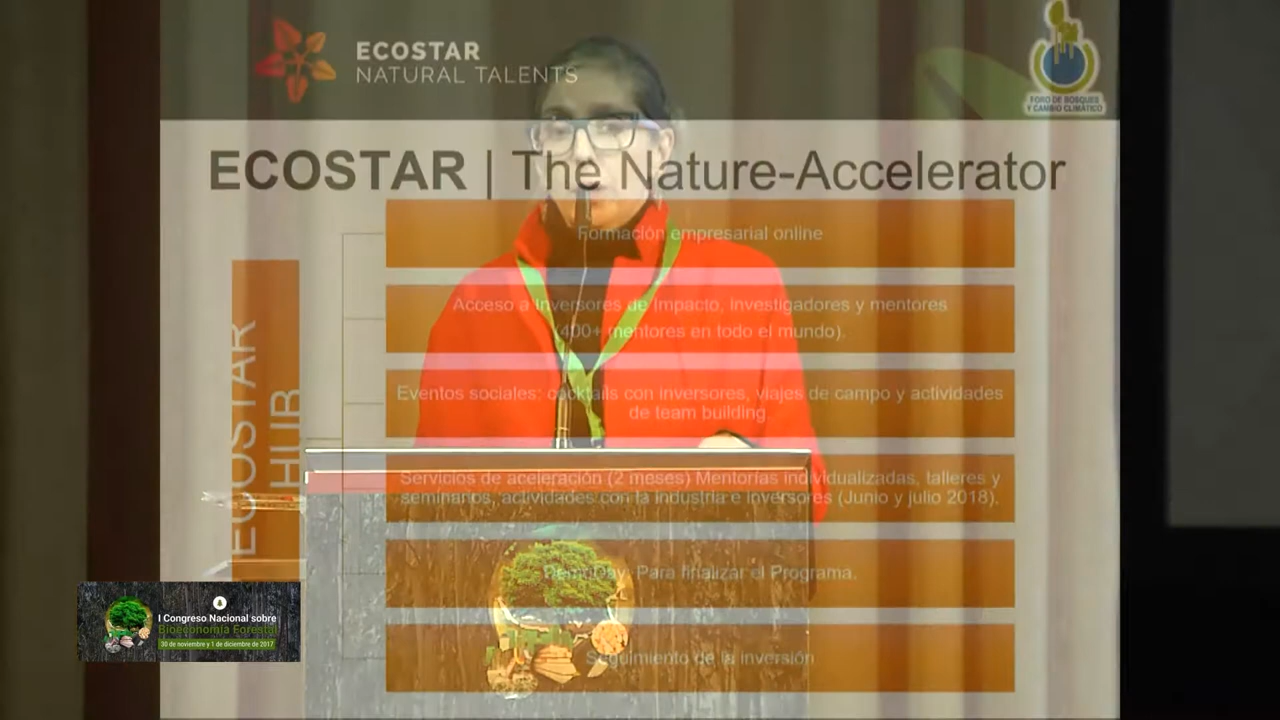 ECOSTAR
NATURAL TALENTS
FORO DE BOSQUES
Y CAMBIO CLIMÁTICO
ECOSTAR | The Nature-Accelerator
ECOSTAR
HUB
Formación empresarial online
Acceso a Inversores de Impacto, investigadores y mentores
(400+ mentores en todo el mundo).
Eventos sociales: cocktails con inversores, viajes de campo y actividades
de team building.
Servicios de aceleración (2 meses) Mentorías individualizadas, talleres y
seminarios, actividades con la industria e inversores (Junio y julio 2018).
DemoDay: Para finalizar el Programa.
Seguimiento de la inversión
I Congreso Nacional sobre
Bioeconomía Forestal
30 de noviembre y 1 de diciembre de 2017